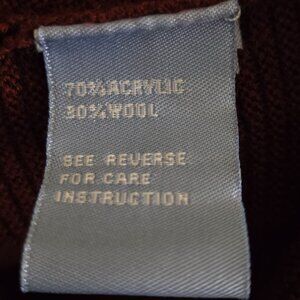 70% ACRYLIC
30% WOOL
SEE REVERSE
FOR CARE
INSTRUCTION